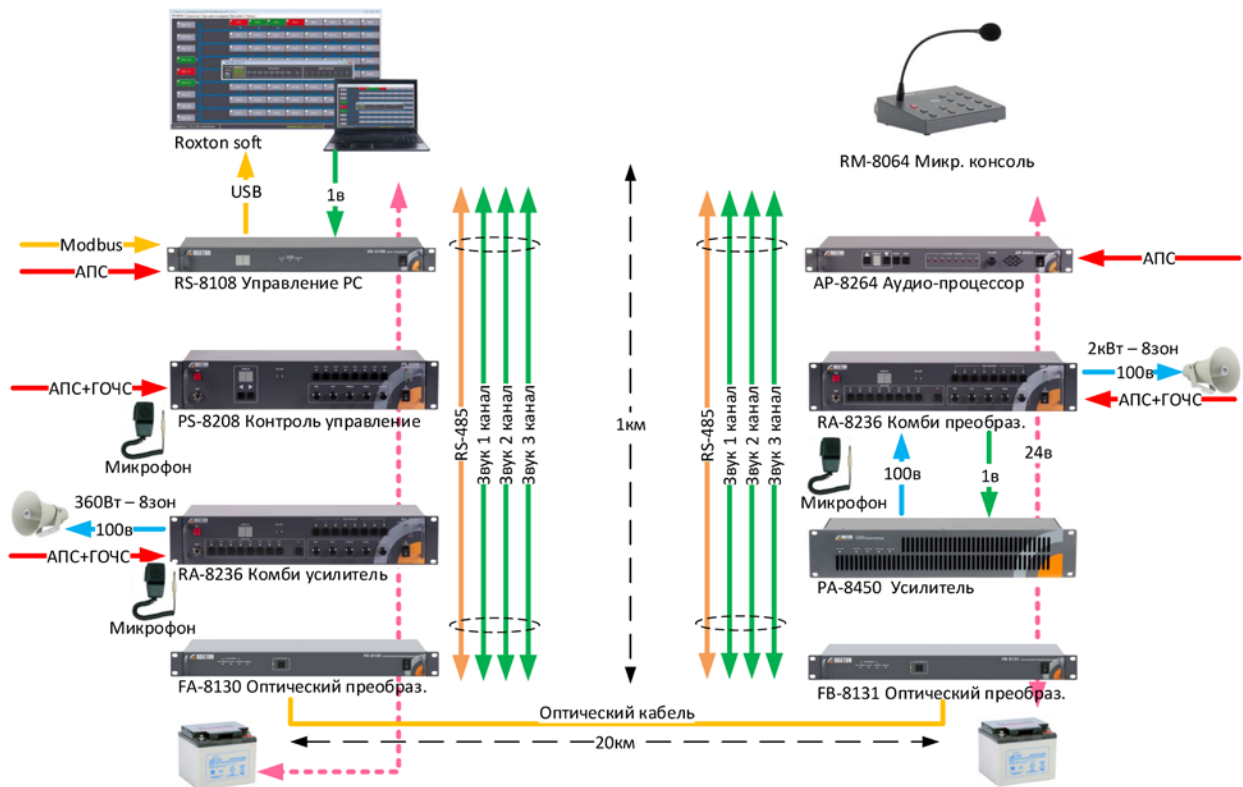 Roxton soft
USB
1в
Modbus
АПС
RS-8108 Управление PC
АПС+ГОЧС
PS-8208 Контроль управление
Микрофон
360Вт – 8зон
100в
АПС+ГОЧС
RA-8236 Комби усилитель
Микрофон
ROXTON
FA-8130 Оптический преобраз.
RS-485
Звук 1 канал
Звук 2 канал
Звук 3 канал
1км
RM-8064 Микр. консоль
АПС
AP-8264 Аудио-процессор
2кВт – 8зон
100в
АПС+ГОЧС
RA-8236 Комби преобраз.
Микрофон
100в
1в
24в
PA-8450 Усилитель
ROXTON
FB-8131 Оптический преобраз.
RS-485
Звук 1 канал
Звук 2 канал
Звук 3 канал
Оптический кабель
20км